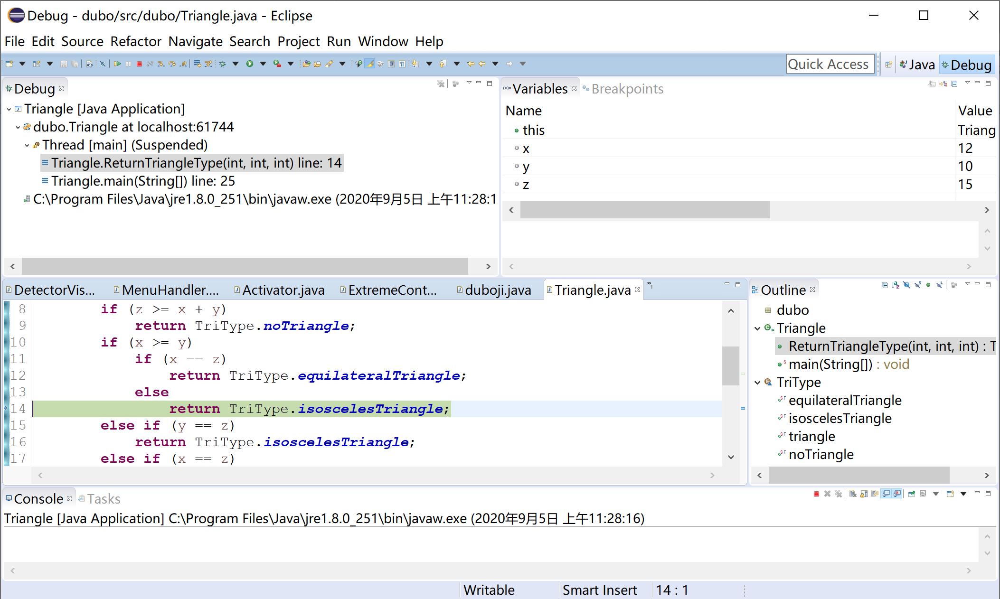 Debug - dubo/src/dubo/Triangle.java - Eclipse
File Edit Source Refactor Navigate Search Project Run Window Help
Quick Access
Java
Debug
Debug
Triangle [Java Application]
dubo.Triangle at localhost:61744
Thread [main] (Suspended)
Triangle.ReturnTriangleType(int, int, int) line: 14
Triangle.main(String[]) line: 25
C:\Program Files\Java\jre1.8.0_251\bin\javaw.exe (2020年9月5日 上午11:28:1
Variables
Breakpoints
Name Value
this Triang
x 12
y 10
z 15
DetectorVis... MenuHandler.... Activator.java ExtremeCont... duboji.java Triangle.java »1
8 if (z >= x + y)
9 return TriType.noTriangle;
10 if (x >= y)
11 if (x == z)
12 return TriType.equilateralTriangle;
13 else
14 return TriType.isoscelesTriangle;
15 else if (y == z)
16 return TriType.isoscelesTriangle;
17 else if (x == z)
Outline
dubo
Triangle
ReturnTriangleType(int, int, int) : T
main(String[]) : void
TriType
equilateralTriangle
isoscelesTriangle
triangle
noTriangle
Console
Tasks
Triangle [Java Application] C:\Program Files\Java\jre1.8.0_251\bin\javaw.exe (2020年9月5日 上午11:28:16)
Writable
Smart Insert
14 : 1